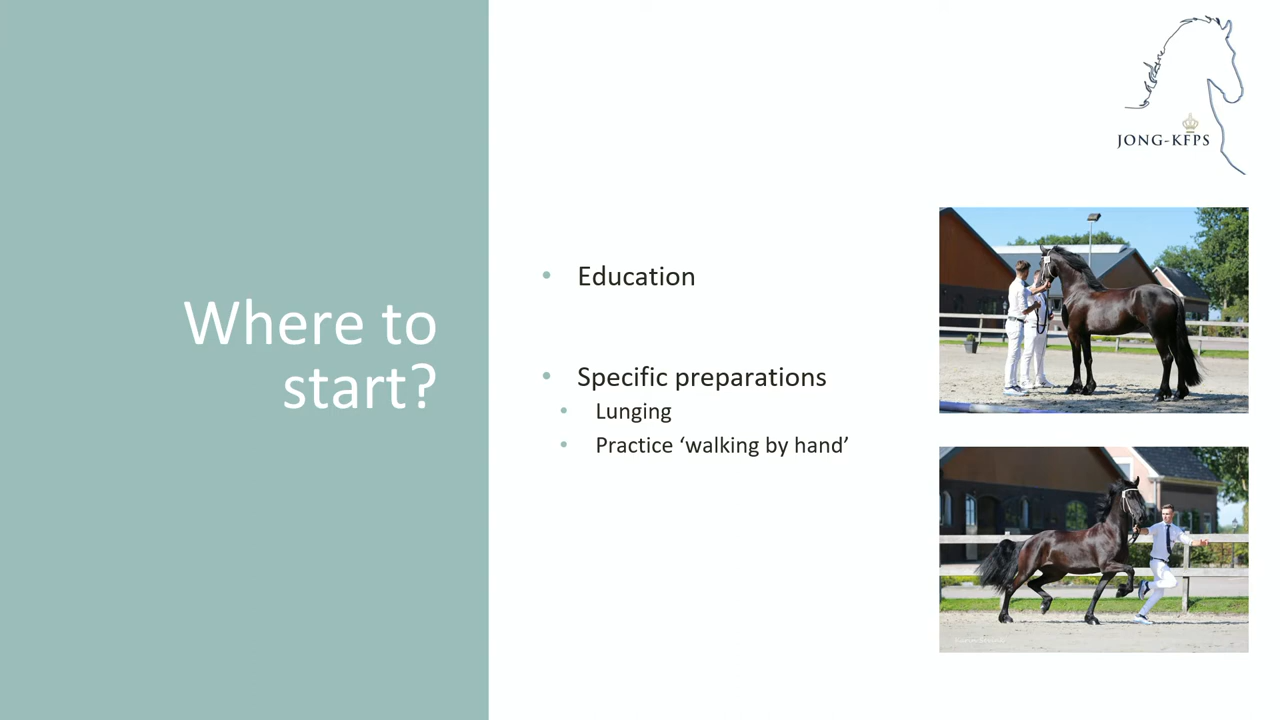 JONG-KFPS
Where to
start?
• Education
• Specific preparations
• Lunging
• Practice ‘walking by hand’